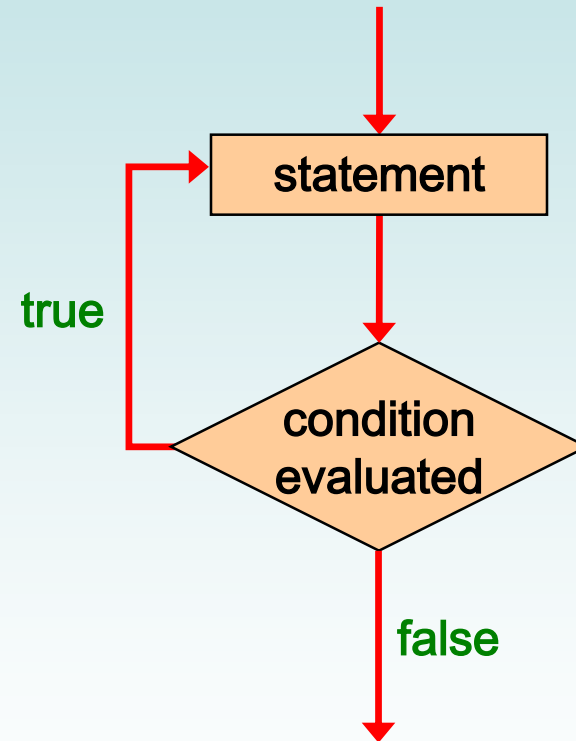 statement
true
condition
evaluated
false